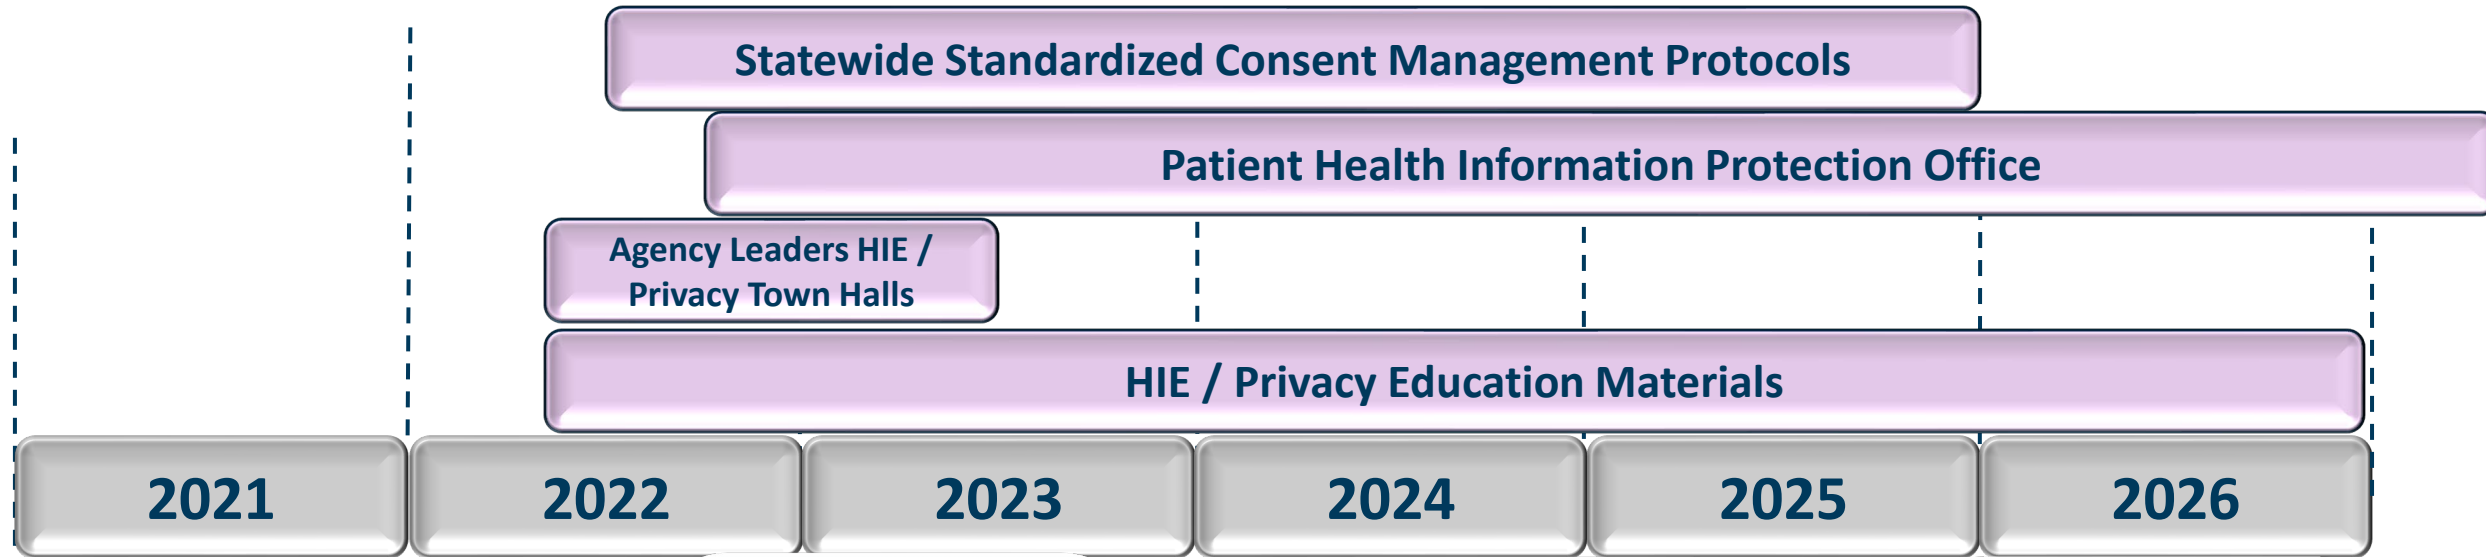 Statewide Standardized Consent Management Protocols
Patient Health Information Protection Office
Agency Leaders HIE /
Privacy Town Halls
HIE / Privacy Education Materials
2021
2022
2023
2024
2025
2026